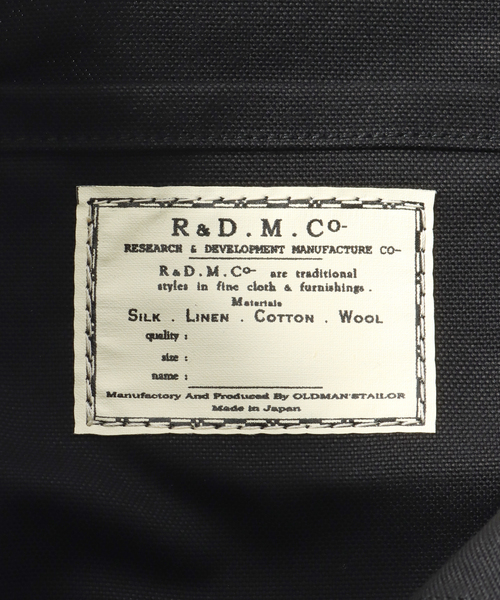 R & D . M . Co-
RESEARCH & DEVELOPMENT MANUFACTURE CO-
R & D . M . Co- are traditional
styles in fine cloth & furnishings .
Materials
SILK . LINEN . COTTON . WOOL
quality :
size :
name :
Manufactory And Produced By OLDMAN'STAILOR
Made in Japan